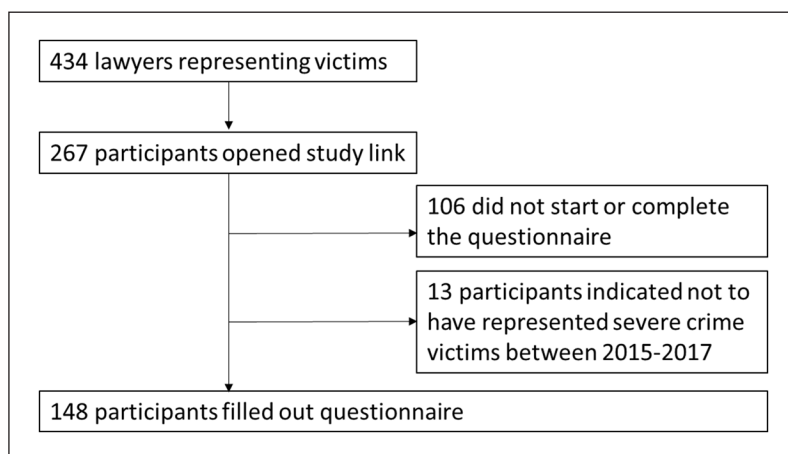 434 lawyers representing victims
267 participants opened study link
106 did not start or complete
the questionnaire
13 participants indicated not to
have represented severe crime
victims between 2015-2017
148 participants filled out questionnaire